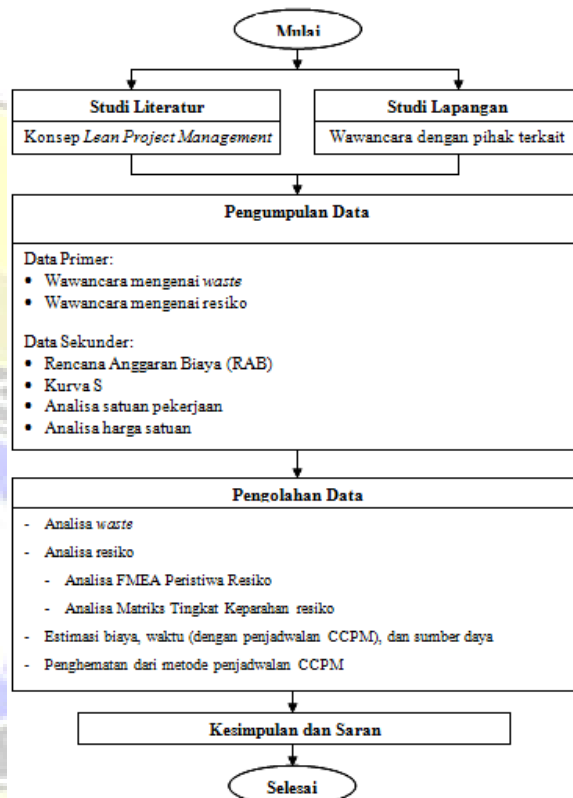 Mulai
Studi Literatur
Konsep Lean Project Management
Studi Lapangan
Wawancara dengan pihak terkait
Pengumpulan Data
Data Primer:
• Wawancara mengenai waste
• Wawancara mengenai resiko
Data Sekunder:
• Rencana Anggaran Biaya (RAB)
• Kurva S
• Analisa satuan pekerjaan
• Analisa harga satuan
Pengolahan Data
- Analisa waste
- Analisa resiko
- Analisa FMEA Peristiwa Resiko
- Analisa Matriks Tingkat Keparahan resiko
- Estimasi biaya, waktu (dengan penjadwalan CCPM), dan sumber daya
- Penghematan dari metode penjadwalan CCPM
Kesimpulan dan Saran
Selesai